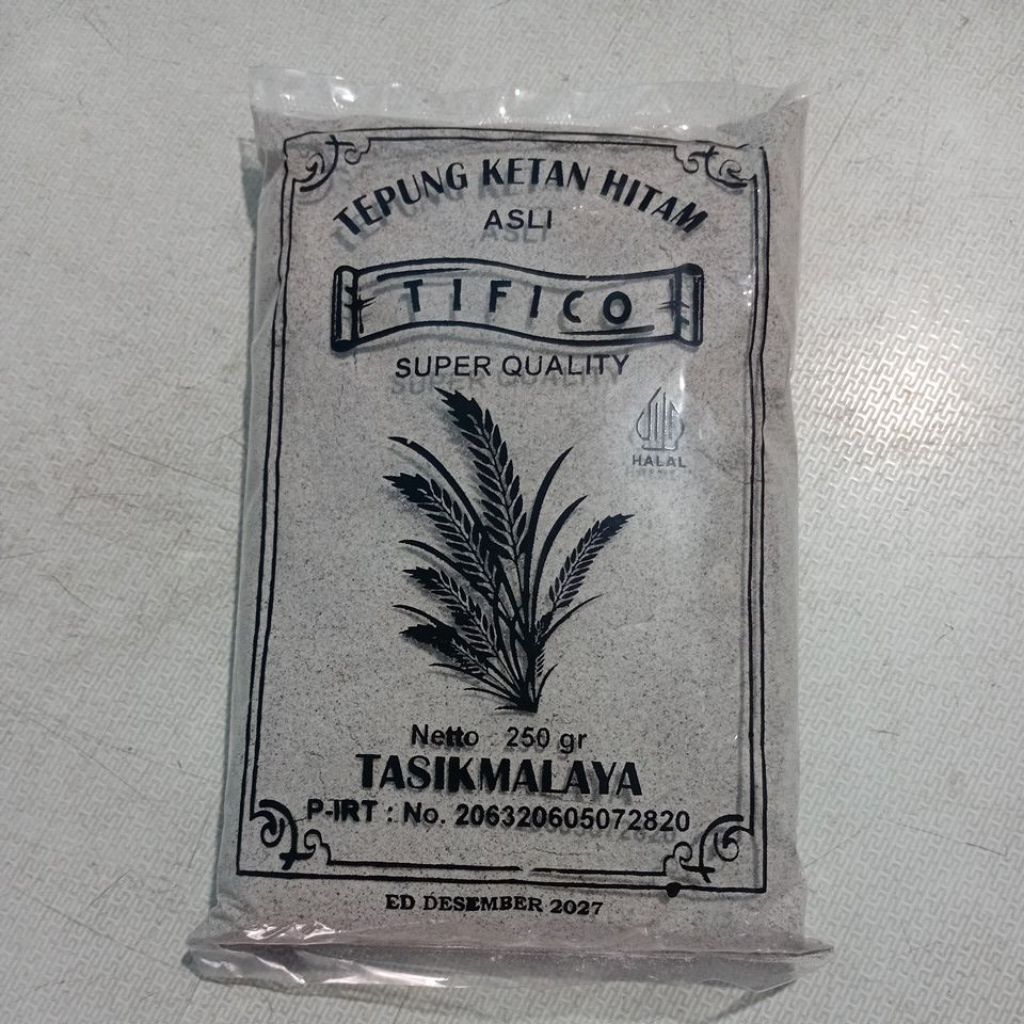 TEPUNG KETAN HITAM
ASLI
TIFICO
SUPER QUALITY
HALAL
Netto : 250 gr
TASIKMALAYA
P-IRT : No. 206320605072820
ED DESEMBER 2027